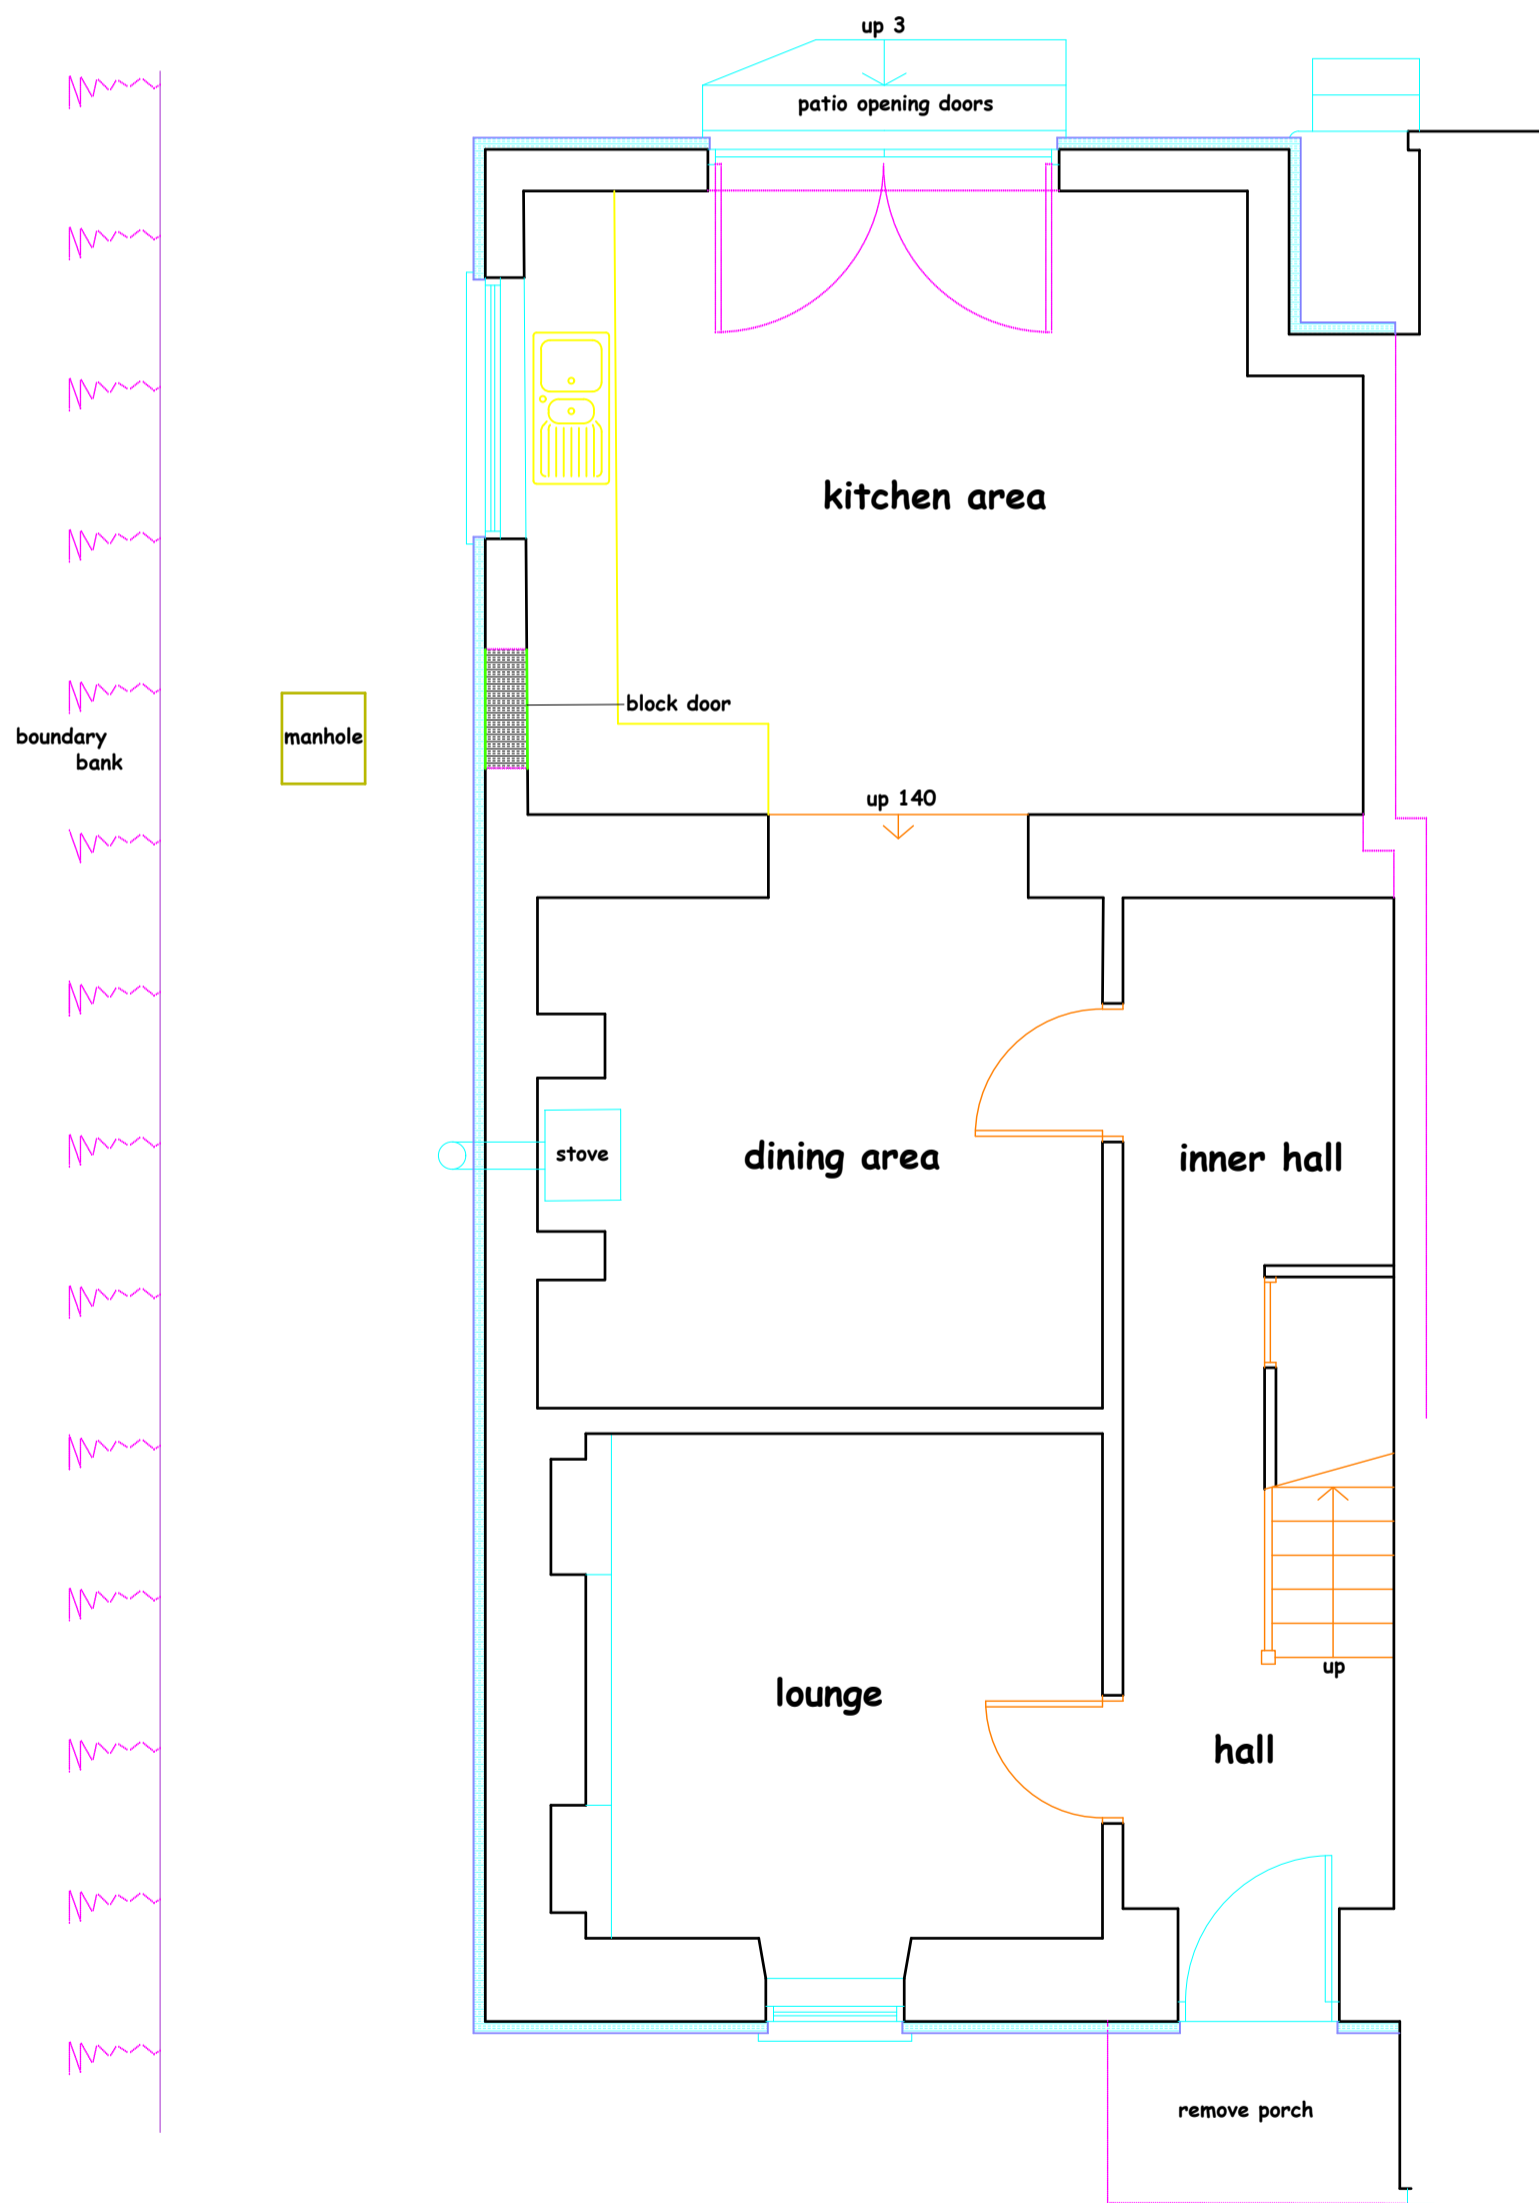 up 3
patio opening doors
kitchen area
block door
boundary
bank
manhole
up 140
stove
dining area
inner hall
up
lounge
hall
remove porch